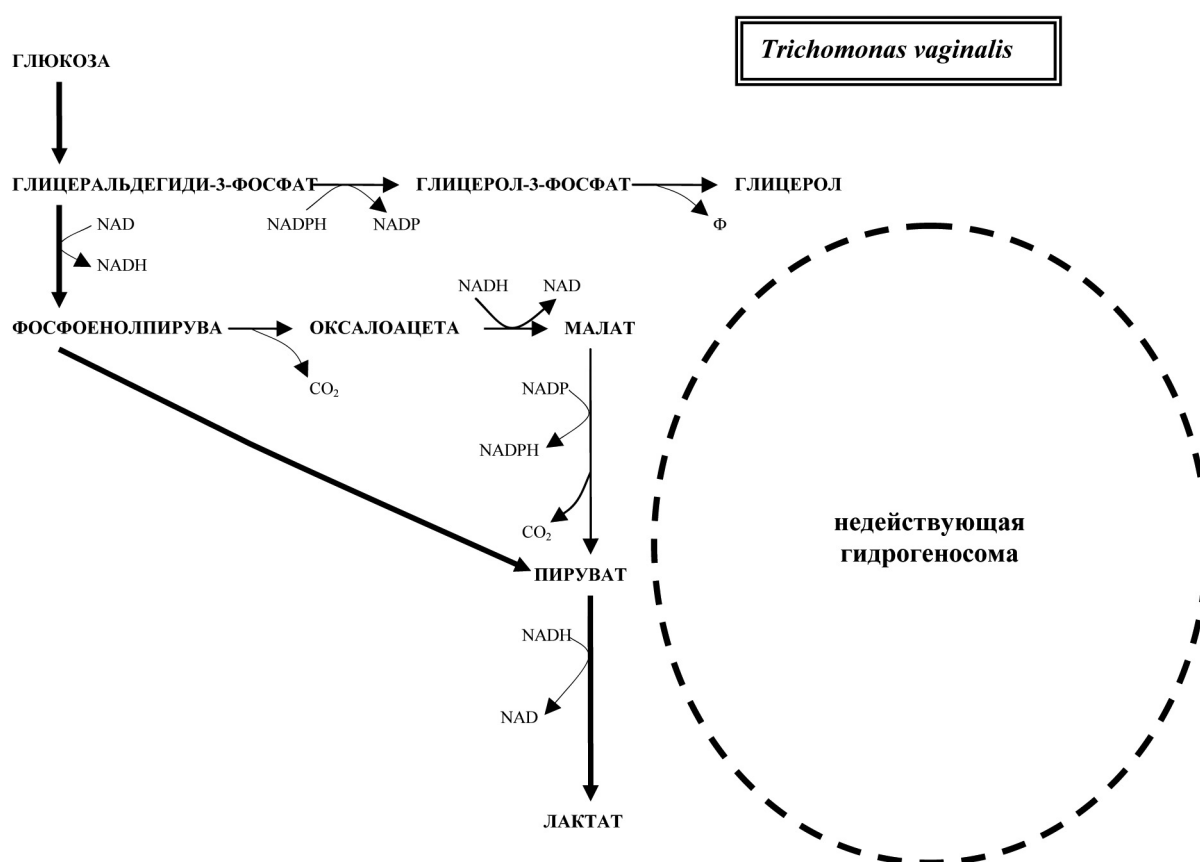 Trichomonas vaginalis
ГЛЮКОЗА
ГЛИЦЕРАЛЬДЕГИДИ-3-ФОСФАТ
ГЛИЦЕРОЛ-3-ФОСФАТ
ГЛИЦЕРОЛ
NADPH
NADP
Ф
NAD
NADH
NADH
NAD
ФОСФОЕНОЛПИРУВА
ОКСАЛОАЦЕТА
МАЛАТ
CO₂
NADP
NADPH
CO₂
недействующая
гидрогеносома
ПИРУВАТ
NADH
NAD
ЛАКТАТ